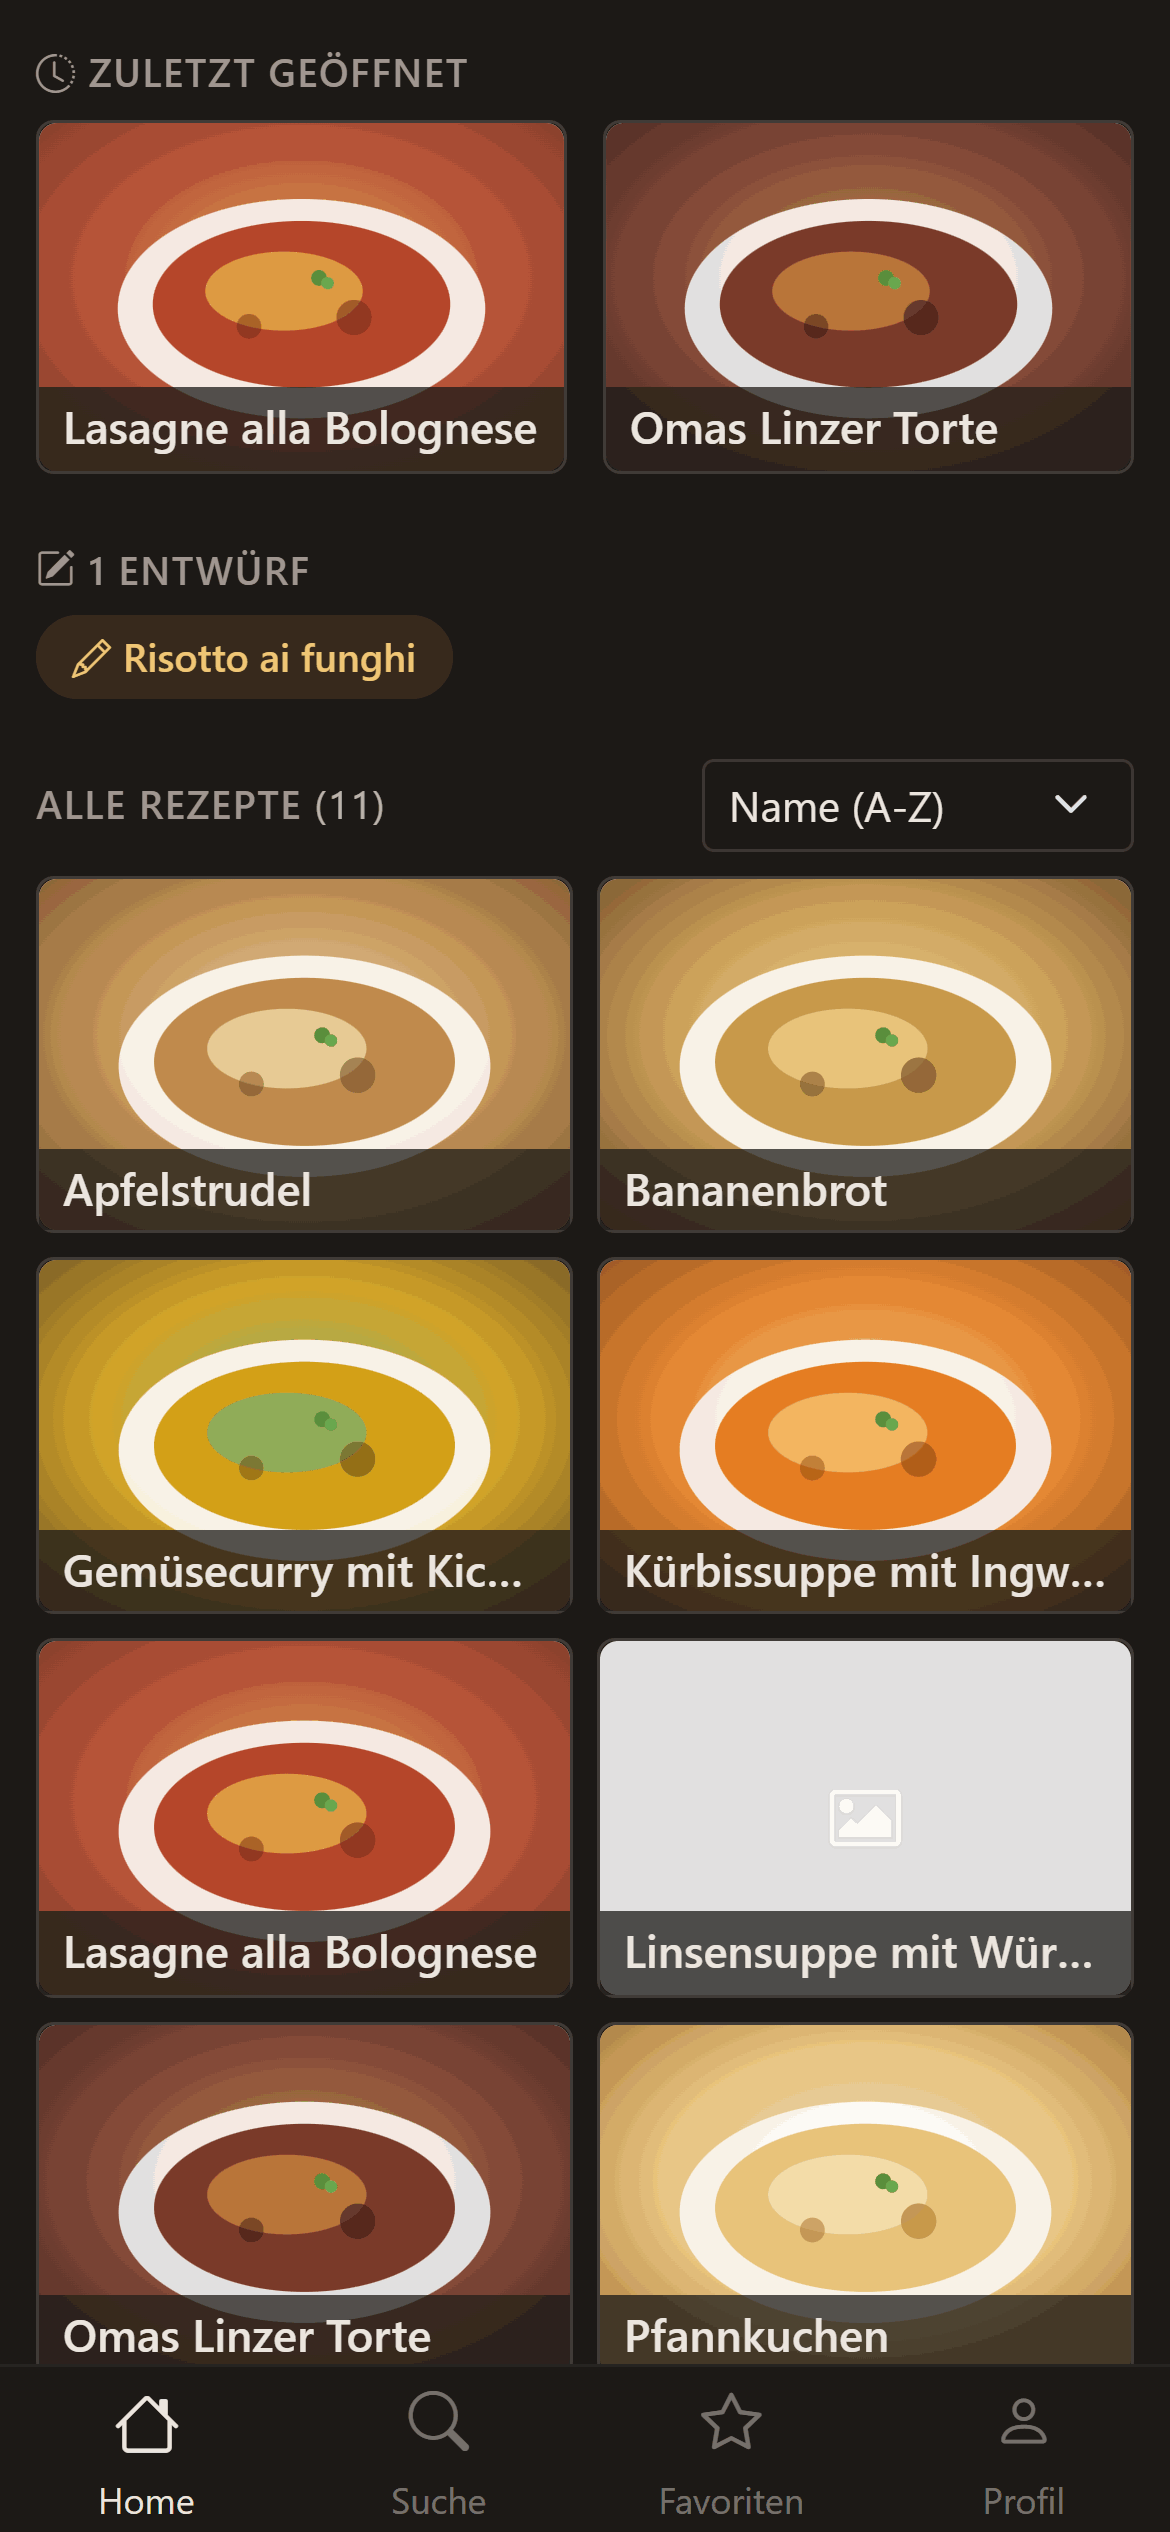 ZULETZT GEÖFFNET
Lasagne alla Bolognese
Omas Linzer Torte
1 ENTWÜRF
Risotto ai funghi
ALLE REZEPTE (11)
Name (A-Z)
Apfelstrudel
Bananenbrot
Gemüsecurry mit Kic...
Kürbissuppe mit Ingw...
Lasagne alla Bolognese
Linsensuppe mit Wür...
Omas Linzer Torte
Pfannkuchen
Home
Suche
Favoriten
Profil